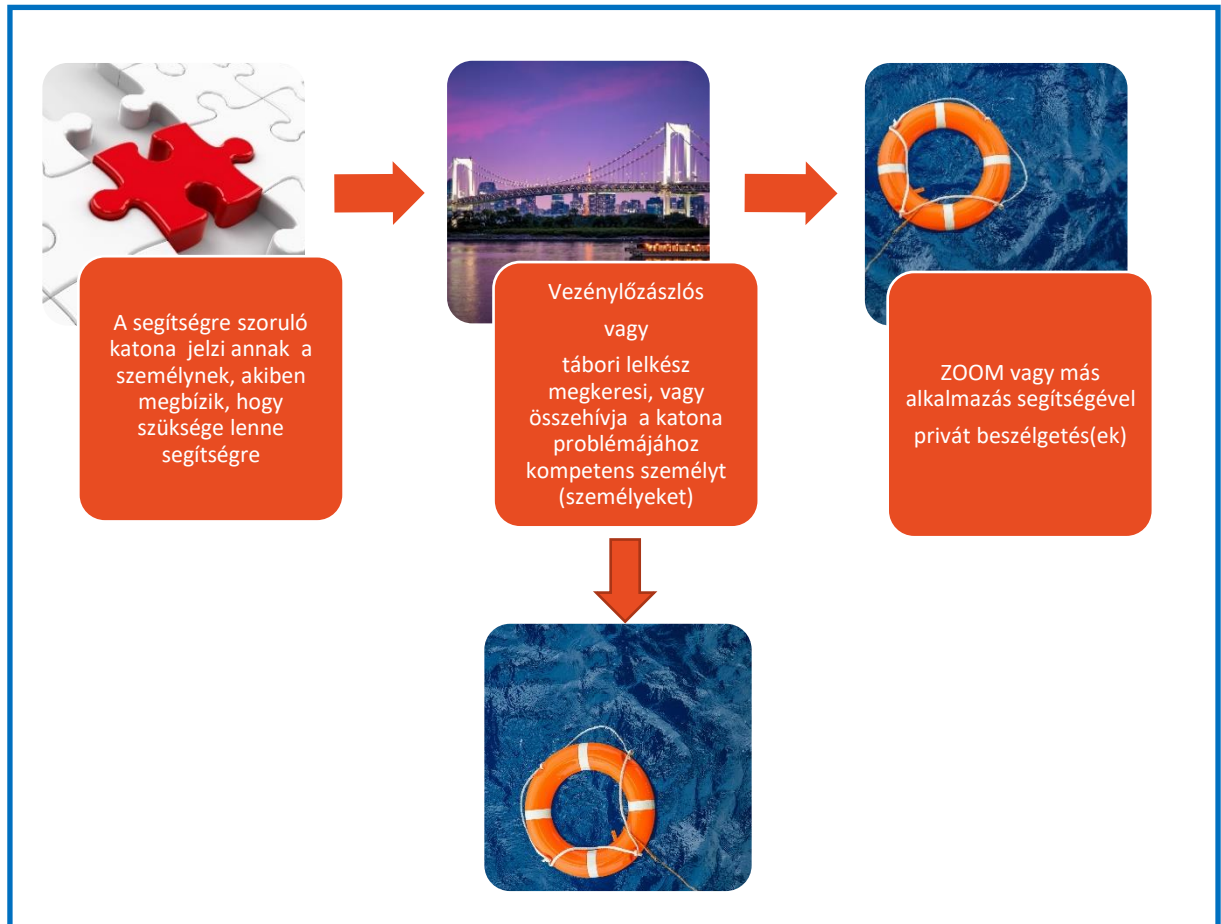 A segítségre szoruló
katona jelzi annak a
személynek, akiben
megbízik, hogy
szüksége lenne
segítségre
Vezénylőzászlós
vagy
tábori lelkész
megkeresi, vagy
összehívja a katona
problémájához
kompetens személyt
(személyeket)
ZOOM vagy más
alkalmazás segítségével
privát beszélgetés(ek)